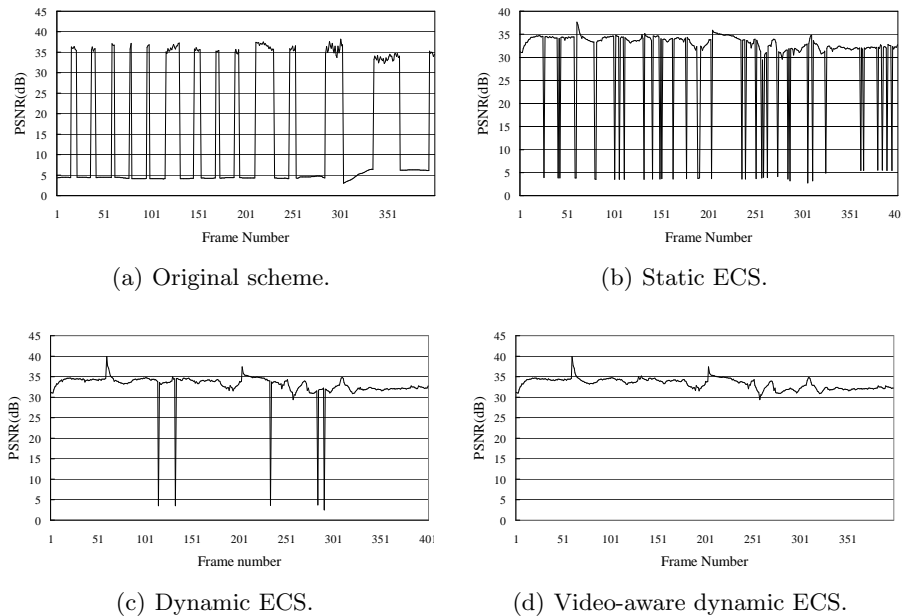 45
40
35
30
25
20
15
10
5
0
PSNR(dB)
1 51 101 151 201 251 301 351
Frame Number
(a) Original scheme.
40
35
30
25
20
15
10
5
0
PSNR(dB)
1 51 101 151 201 251 301 351 40
Frame Number
(b) Static ECS.
45
40
35
30
25
20
15
10
5
0
PSNR(dB)
1 51 101 151 201 251 301 351 401
Frame number
(c) Dynamic ECS.
45
40
35
30
25
20
15
10
5
0
PSNR(dB)
1 51 101 151 201 251 301 351
Frame Number
(d) Video-aware dynamic ECS.